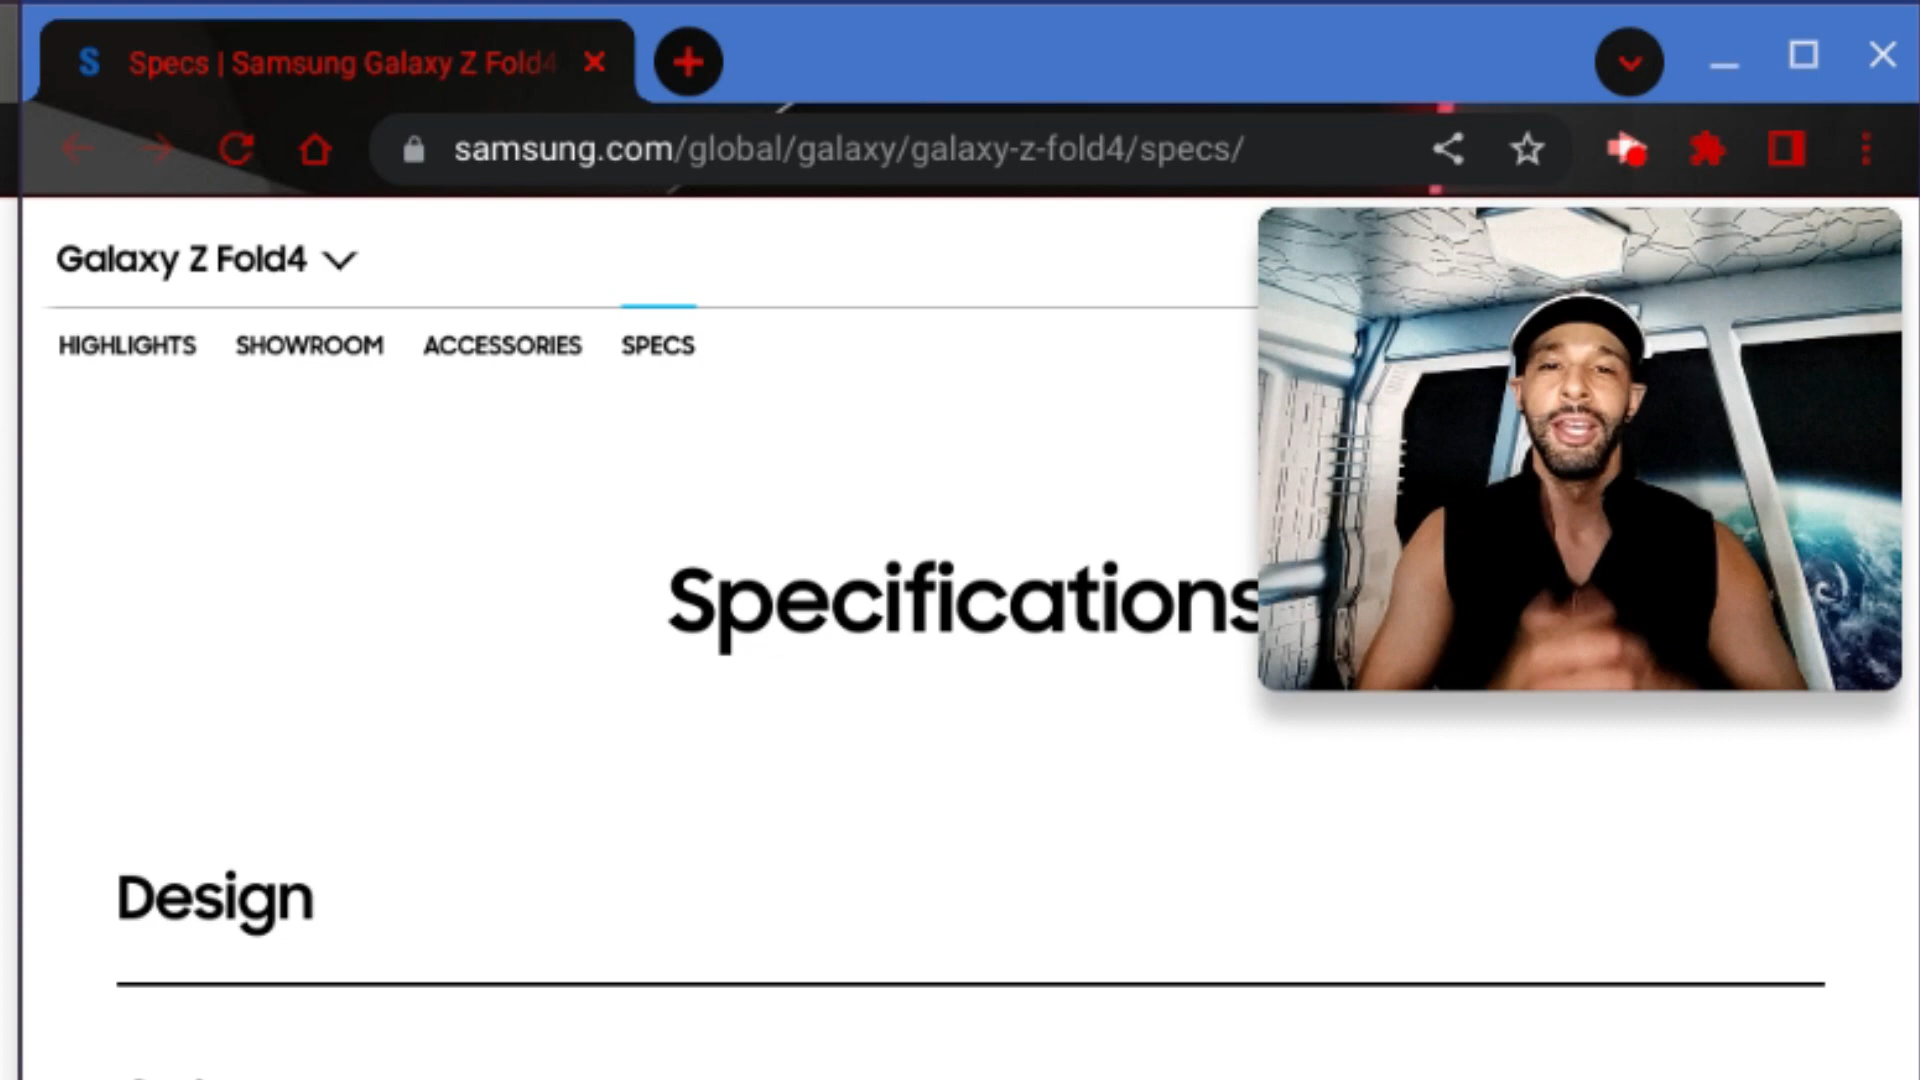 S Specs | Samsung Galaxy Z Fold4
samsung.com/global/galaxy/galaxy-z-fold4/specs/
Galaxy Z Fold4
HIGHLIGHTS SHOWROOM ACCESSORIES SPECS
Specifications
Design